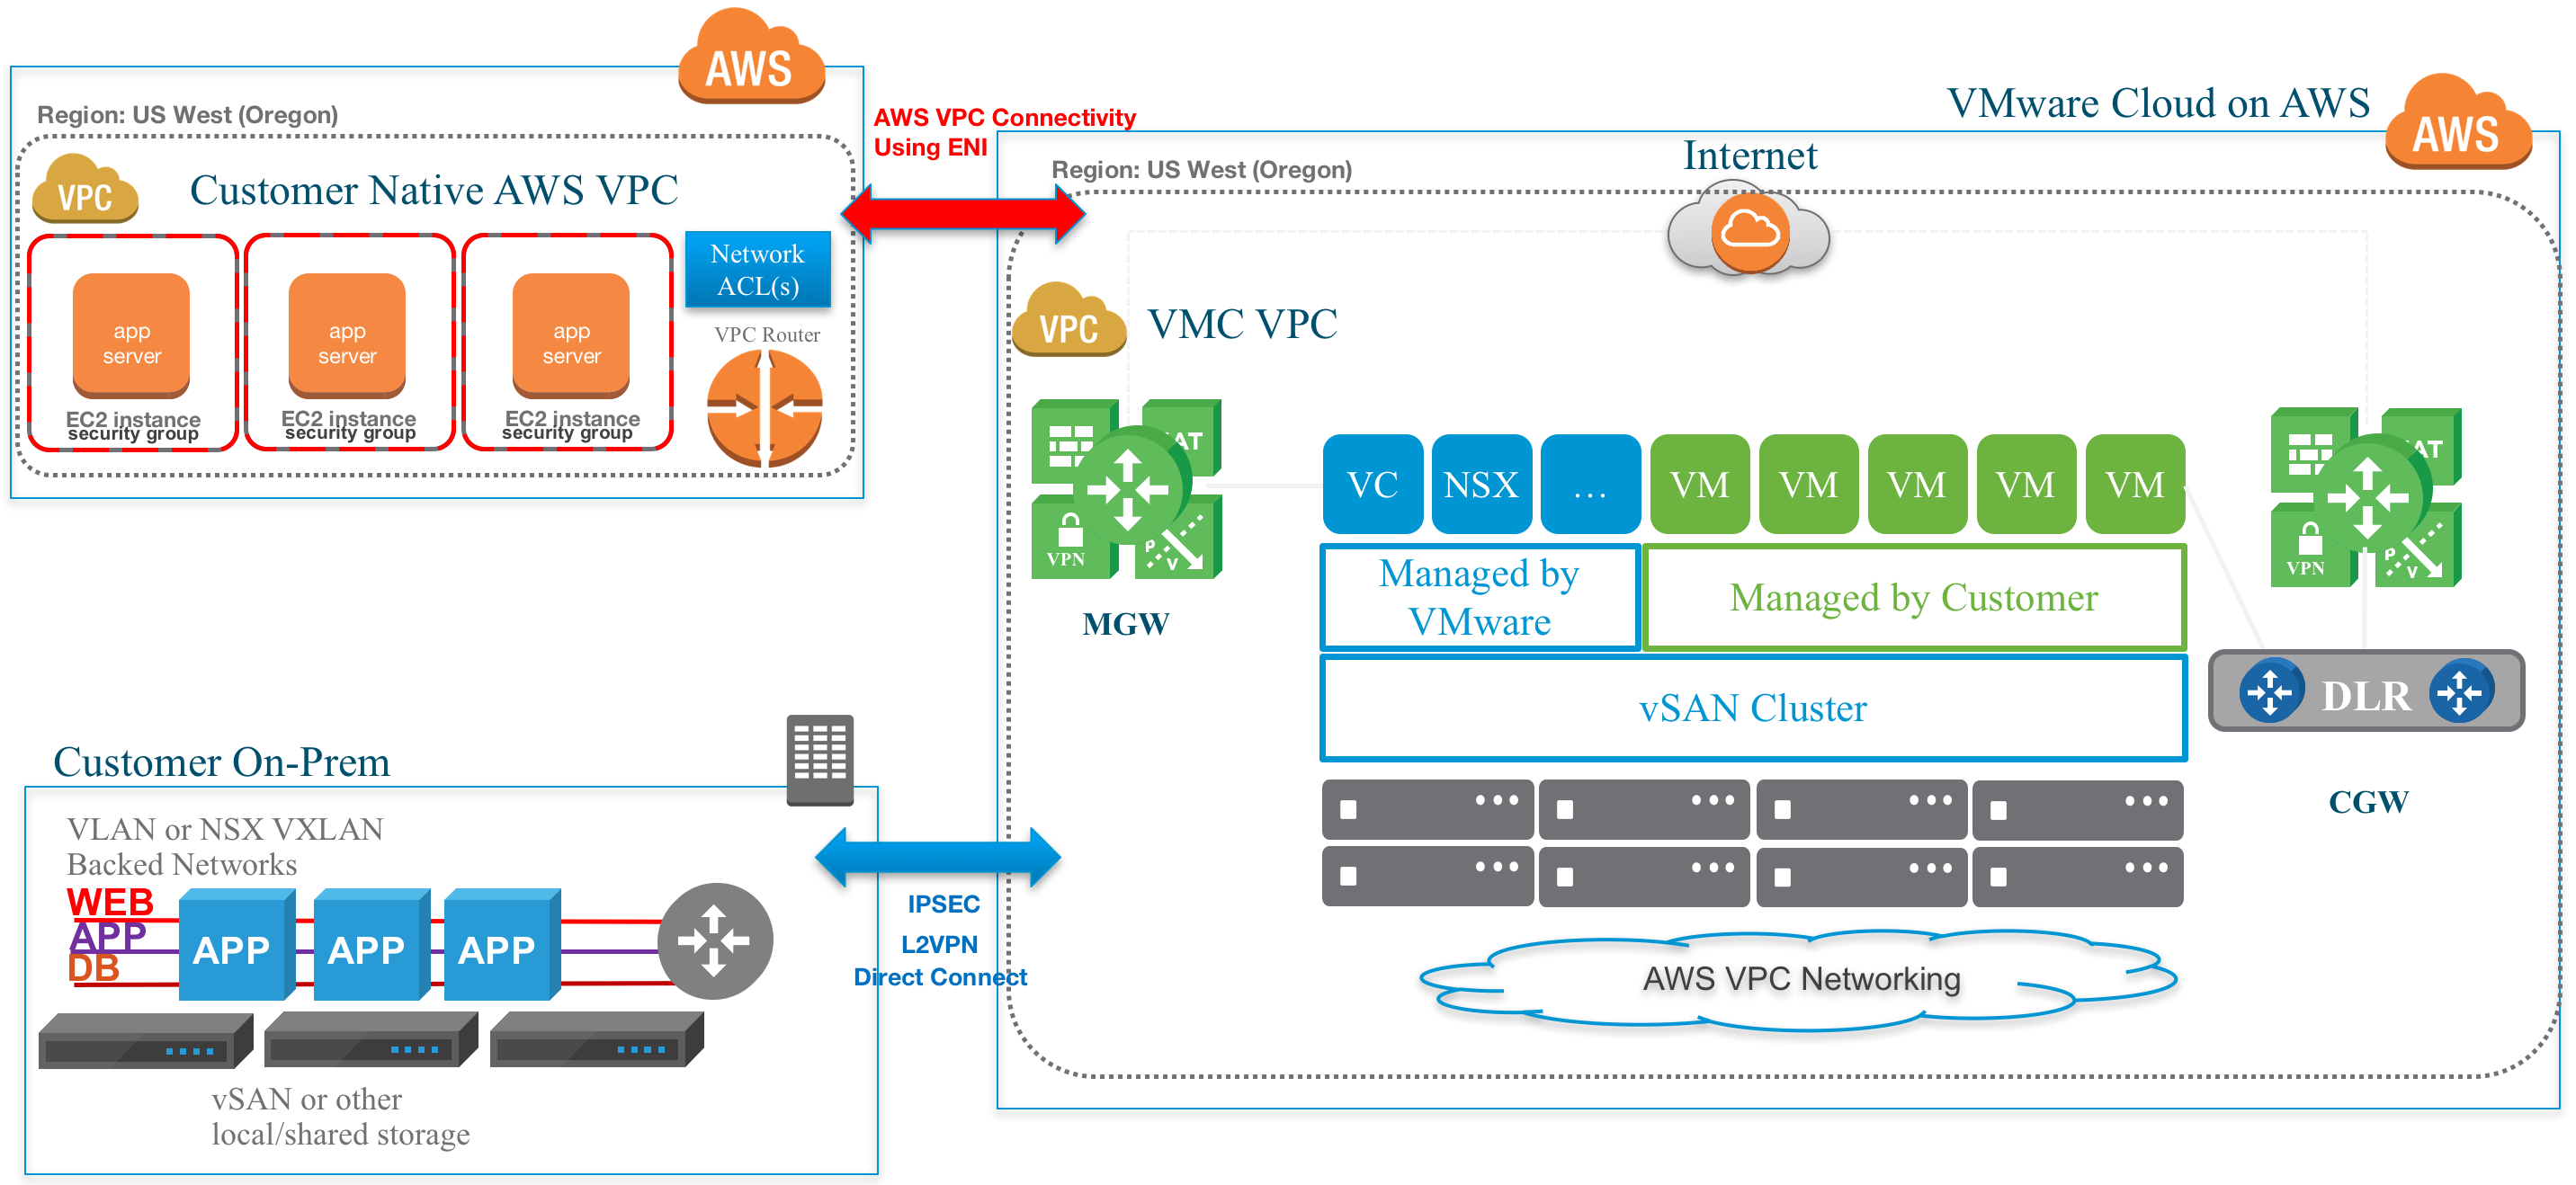 AWS
Region: US West (Oregon)
VPC
Customer Native AWS VPC
app
server
EC2 instance
security group
app
server
EC2 instance
security group
app
server
EC2 instance
security group
Network
ACL(s)
VPC Router
AWS VPC Connectivity
Using ENI
VMware Cloud on AWS
AWS
Region: US West (Oregon)
Internet
VPC
VMC VPC
AT
VPN
P
V
MGW
VC
NSX
...
VM
VM
VM
VM
VM
Managed by
VMware
Managed by Customer
vSAN Cluster
AT
VPN
P
V
DLR
CGW
AWS VPC Networking
Customer On-Prem
VLAN or NSX VXLAN
Backed Networks
WEB
APP
DB
APP
APP
APP
vSAN or other
local/shared storage
IPSEC
L2VPN
Direct Connect